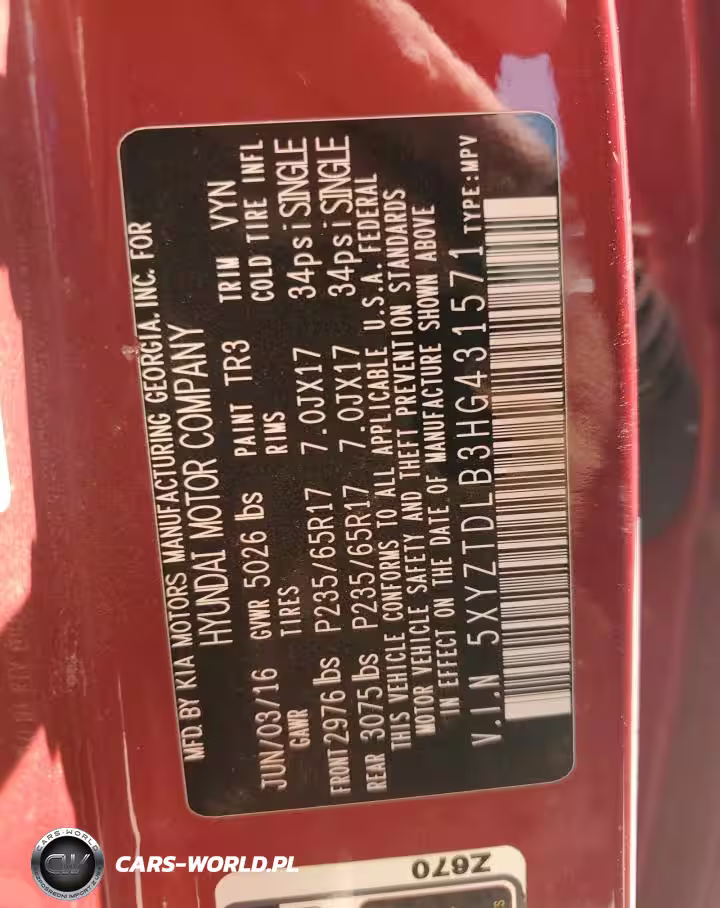 MFD. BY KIA MOTORS MANUFACTURING GEORGIA, INC. FOR
HYUNDAI MOTOR COMPANY
JUN/03/16 GVWR 5026 lbs PAINT TR3 TRIM VYN
GAWR TIRES RIMS COLD TIRE INFL
FRONT 2976 lbs P235/65R17 7.0JX17 34psi SINGLE
REAR 3075 lbs P235/65R17 7.0JX17 34psi SINGLE
THIS VEHICLE CONFORMS TO ALL APPLICABLE U.S.A. FEDERAL
MOTOR VEHICLE SAFETY AND THEFT PREVENTION STANDARDS
IN EFFECT ON THE DATE OF MANUFACTURE SHOWN ABOVE
V.I.N 5XYZTDLB3HG431571 TYPE:MPV
Z670
CARS-WORLD
CW
CARS-WORLD.PL